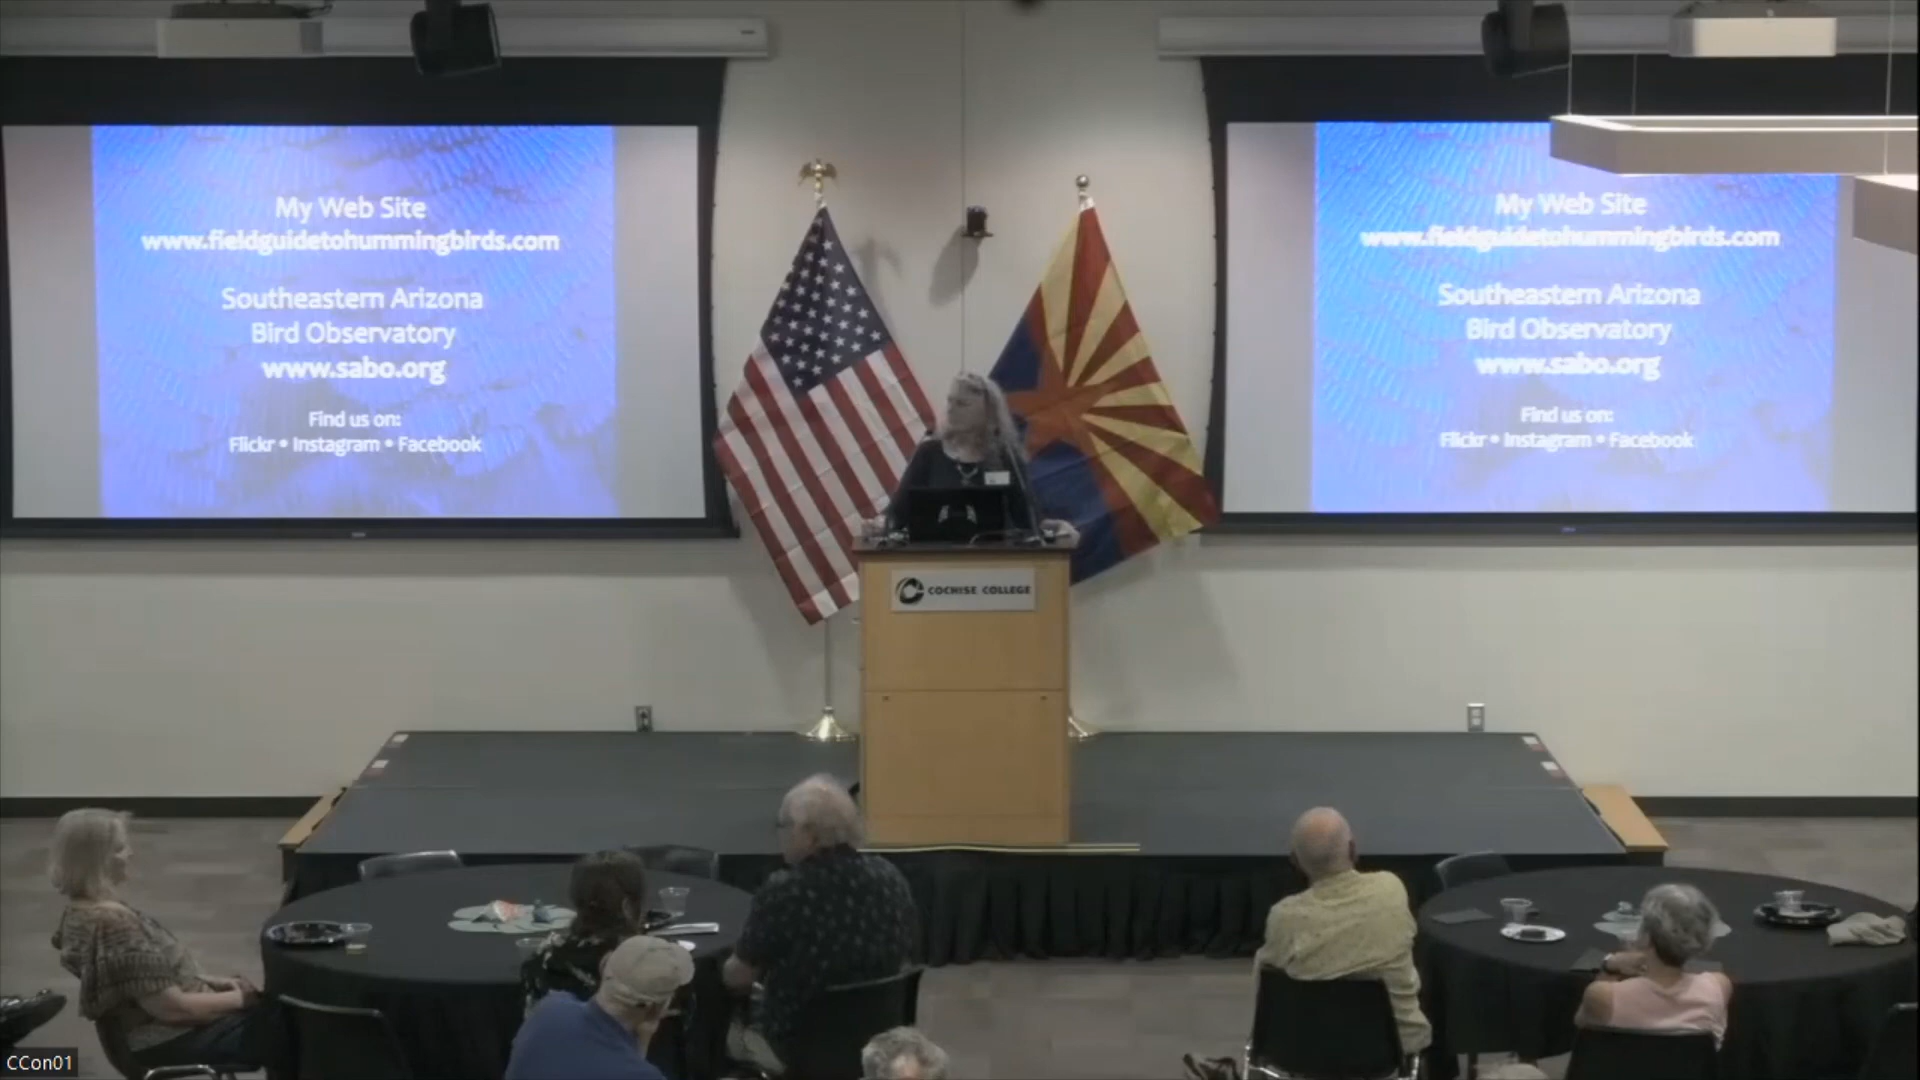 My Web Site
www.fieldguidetohummingbirds.com
Southeastern Arizona
Bird Observatory
www.sabo.org
Find us on:
Flickr • Instagram • Facebook
My Web Site
www.fieldguidetohummingbirds.com
Southeastern Arizona
Bird Observatory
www.sabo.org
Find us on:
Flickr • Instagram • Facebook
COCHISE COLLEGE
CCon01